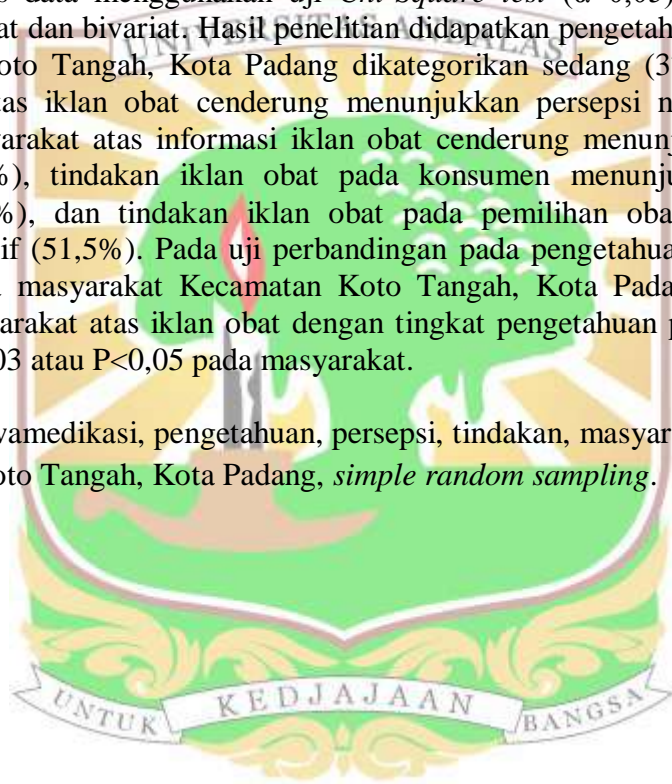 data menggunakan uji Chi-Square test (α 0,05)
at dan bivariat. Hasil penelitian didapatkan pengetah
UNIVERSITAS ANDALAS
oto Tangah, Kota Padang dikategorikan sedang (3
tas iklan obat cenderung menunjukkan persepsi n
yarakat atas informasi iklan obat cenderung menunj
%), tindakan iklan obat pada konsumen menunju
%), dan tindakan iklan obat pada pemilihan oba
if (51,5%). Pada uji perbandingan pada pengetahua
masyarakat Kecamatan Koto Tangah, Kota Pada
arakat atas iklan obat dengan tingkat pengetahuan p
03 atau P<0,05 pada masyarakat.
yamedikasi, pengetahuan, persepsi, tindakan, masyar
oto Tangah, Kota Padang, simple random sampling.
UNTUK KEDJAJAAN BANGSA